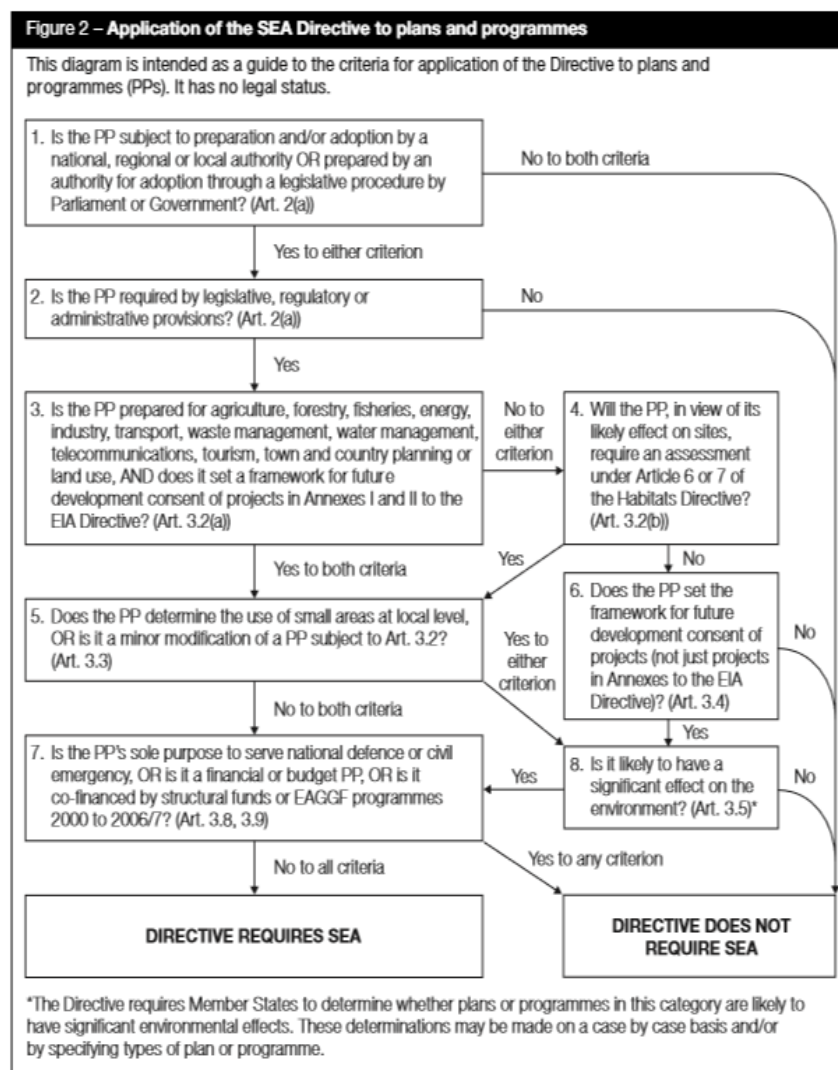 Figure 2 – Application of the SEA Directive to plans and programmes
This diagram is intended as a guide to the criteria for application of the Directive to plans and
programmes (PPs). It has no legal status.
1. Is the PP subject to preparation and/or adoption by a
national, regional or local authority OR prepared by an
authority for adoption through a legislative procedure by
Parliament or Government? (Art. 2(a))
No to both criteria
Yes to either criterion
2. Is the PP required by legislative, regulatory or
administrative provisions? (Art. 2(a))
No
Yes
3. Is the PP prepared for agriculture, forestry, fisheries, energy,
industry, transport, waste management, water management,
telecommunications, tourism, town and country planning or
land use, AND does it set a framework for future
development consent of projects in Annexes I and II to the
EIA Directive? (Art. 3.2(a))
No to
either
criterion
4. Will the PP, in view of its
likely effect on sites,
require an assessment
under Article 6 or 7 of
the Habitats Directive?
(Art. 3.2(b))
Yes to both criteria
Yes
No
5. Does the PP determine the use of small areas at local level,
OR is it a minor modification of a PP subject to Art. 3.2?
(Art. 3.3)
Yes to
either
criterion
6. Does the PP set the
framework for future
development consent of
projects (not just projects
in Annexes to the EIA
Directive)? (Art. 3.4)
No
No to both criteria
Yes
7. Is the PP's sole purpose to serve national defence or civil
emergency, OR is it a financial or budget PP, OR is it
co-financed by structural funds or EAGGF programmes
2000 to 2006/7? (Art. 3.8, 3.9)
Yes
8. Is it likely to have a
significant effect on the
environment? (Art. 3.5)*
No
No to all criteria
Yes to any criterion
DIRECTIVE REQUIRES SEA
DIRECTIVE DOES NOT
REQUIRE SEA
*The Directive requires Member States to determine whether plans or programmes in this category are likely to
have significant environmental effects. These determinations may be made on a case by case basis and/or
by specifying types of plan or programme.